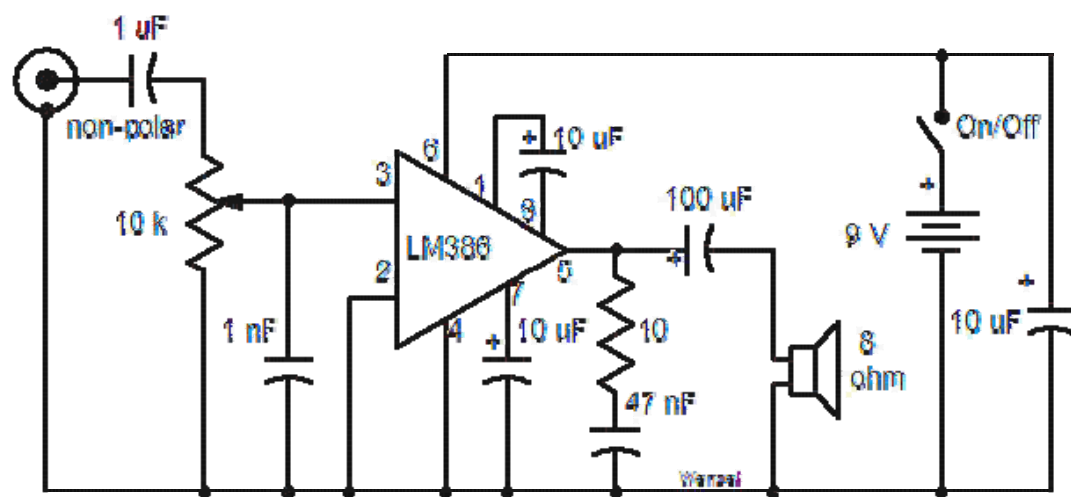 1 uF
non-polar
10 k
1 nF
3
2
6
1
8
LM386
4
7
5
10 uF
10 uF
100 uF
10
47 nF
8
ohm
On/Off
9 V
10 uF
+
+
+
+
+